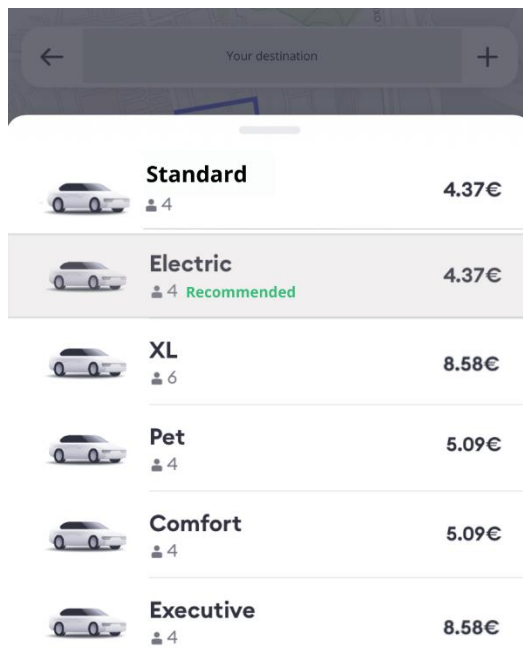 Your destination
Standard
4.37€
4
Electric
4.37€
4 Recommended
XL
8.58€
6
Pet
5.09€
4
Comfort
5.09€
4
Executive
8.58€
4